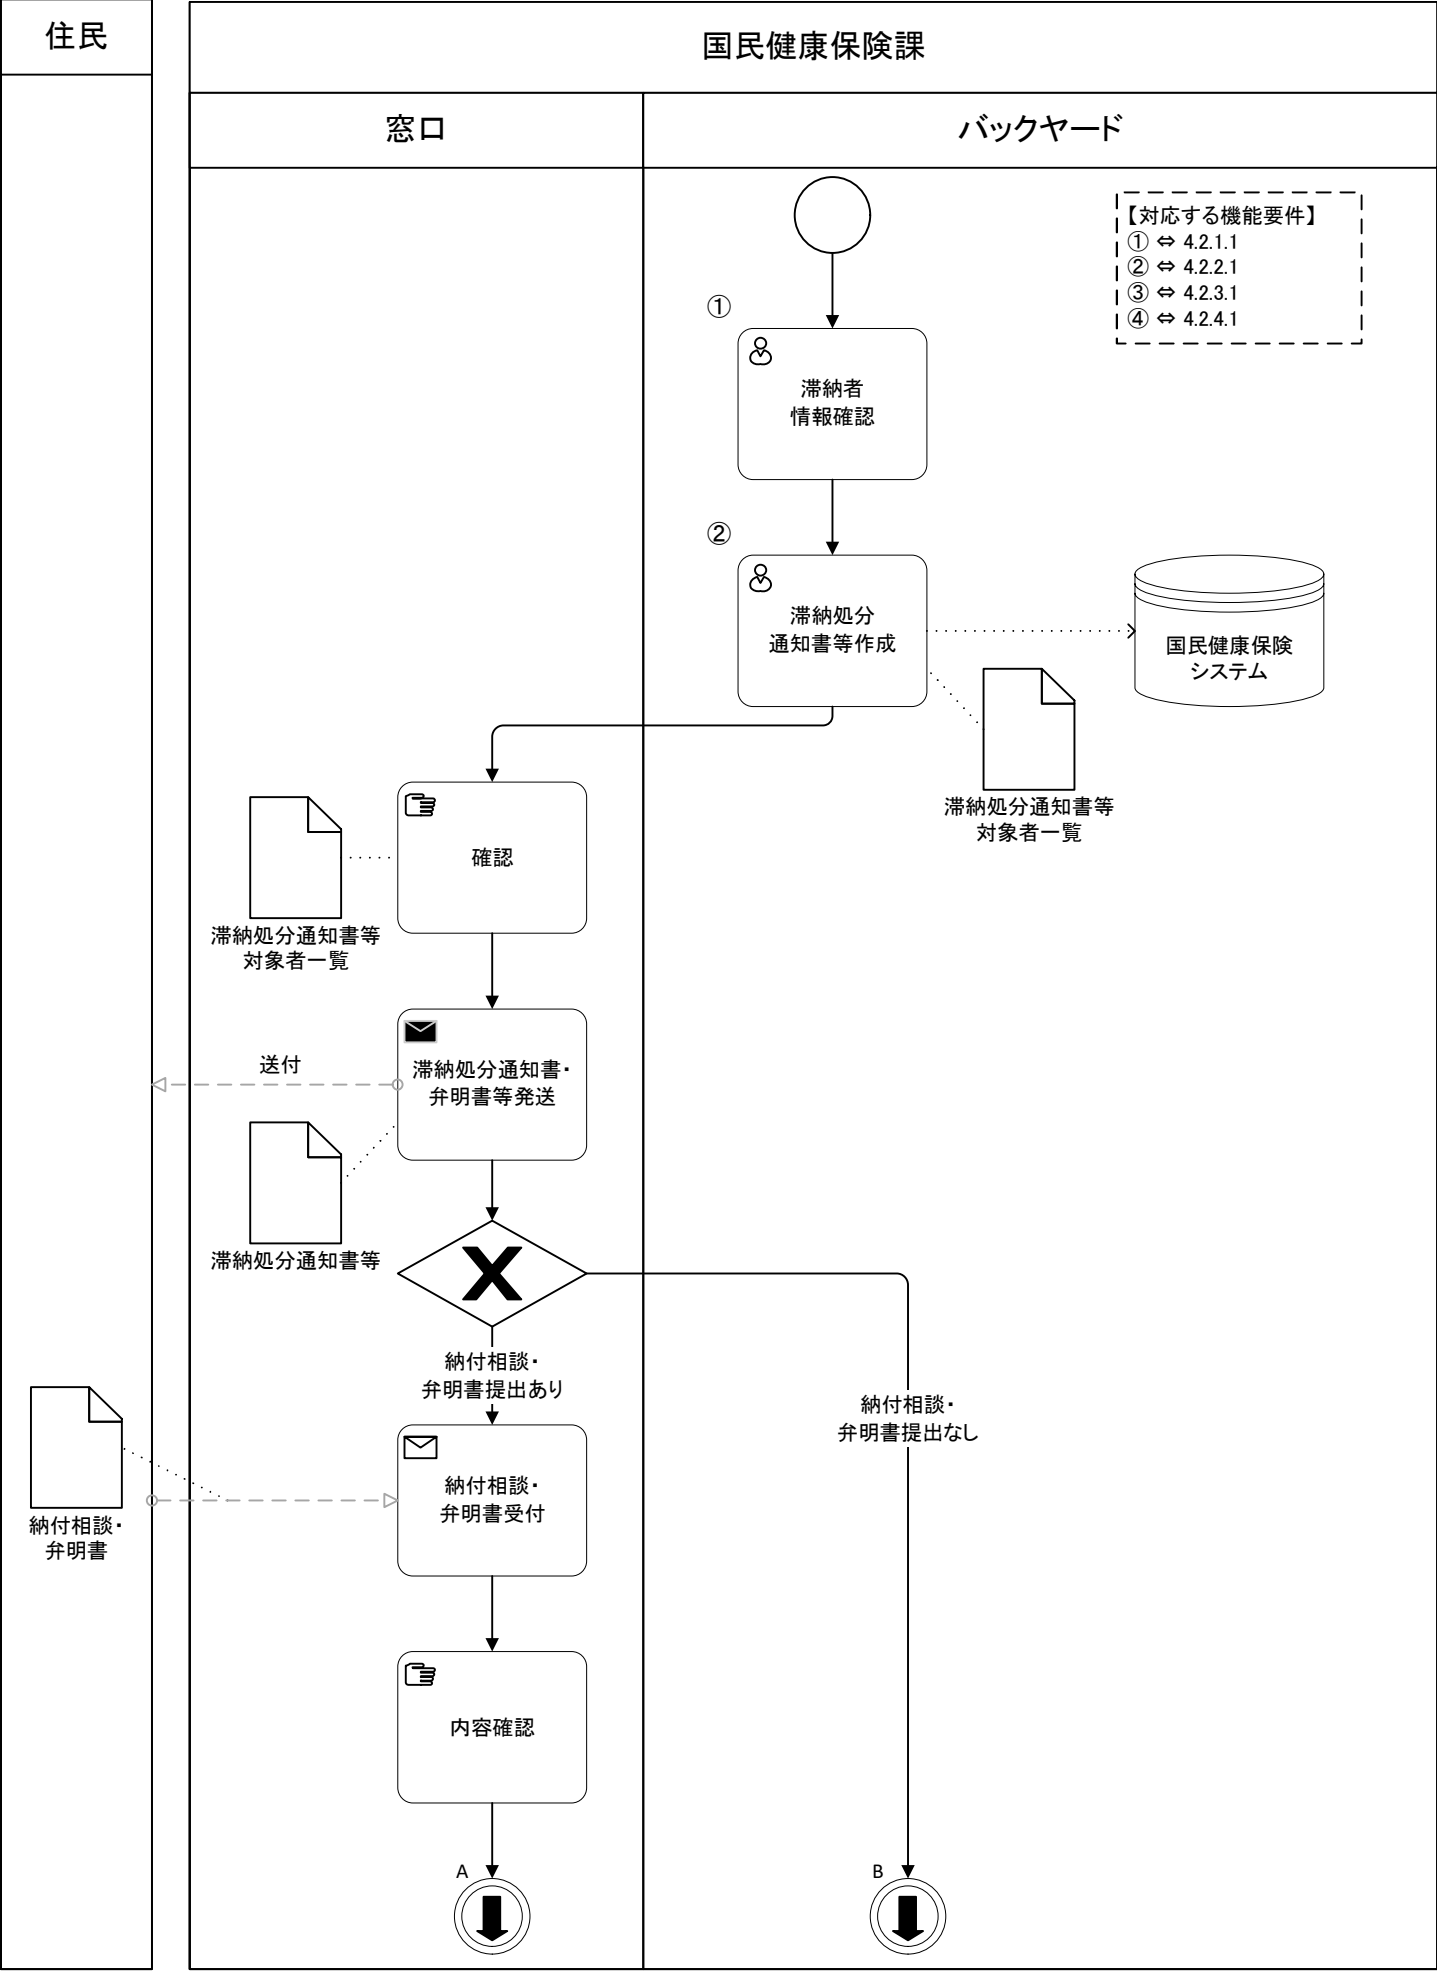 住民
国民健康保険課
窓口
バックヤード
【対応する機能要件】
① ⇔ 4.2.1.1
② ⇔ 4.2.2.1
③ ⇔ 4.2.3.1
④ ⇔ 4.2.4.1
①
滞納者
情報確認
②
滞納処分
通知書等作成
国民健康保険
システム
滞納処分通知書等
対象者一覧
確認
滞納処分通知書等
対象者一覧
送付
滞納処分通知書・
弁明書等発送
滞納処分通知書等
納付相談・
弁明書提出あり
納付相談・
弁明書提出なし
納付相談・
弁明書受付
納付相談・
弁明書
内容確認
A
B